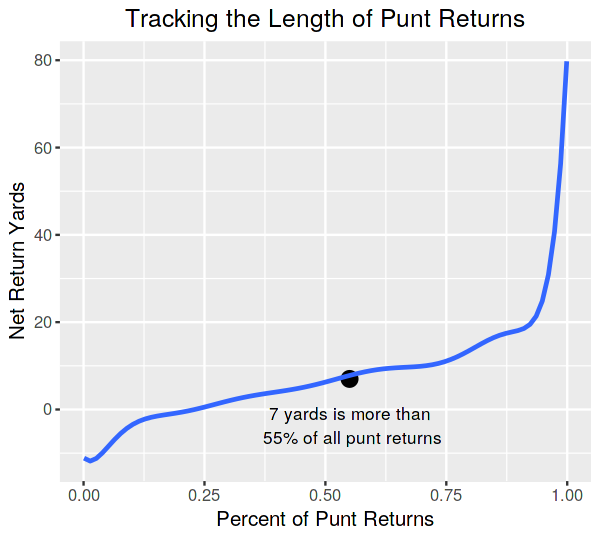 Tracking the Length of Punt Returns
80
60
40
20
0
Net Return Yards
7 yards is more than
55% of all punt returns
0.00 0.25 0.50 0.75 1.00
Percent of Punt Returns